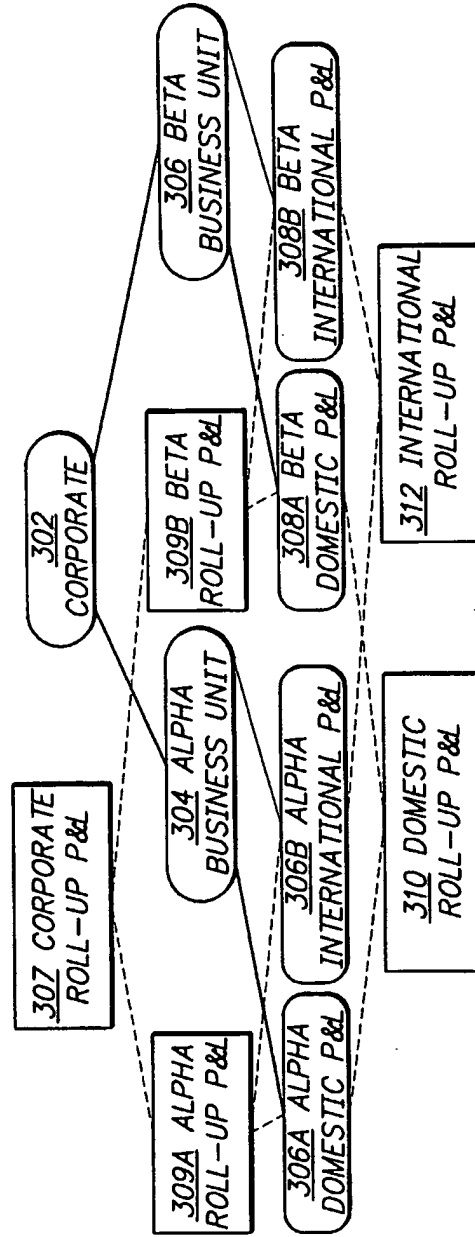 307 CORPORATE
ROLL-UP P&L
302
CORPORATE
309A ALPHA
ROLL-UP P&L
304 ALPHA
BUSINESS UNIT
309B BETA
ROLL-UP P&L
306 BETA
BUSINESS UNIT
306A ALPHA
DOMESTIC P&L
306B ALPHA
INTERNATIONAL P&L
308A BETA
DOMESTIC P&L
308B BETA
INTERNATIONAL P&L
310 DOMESTIC
ROLL-UP P&L
312 INTERNATIONAL
ROLL-UP P&L